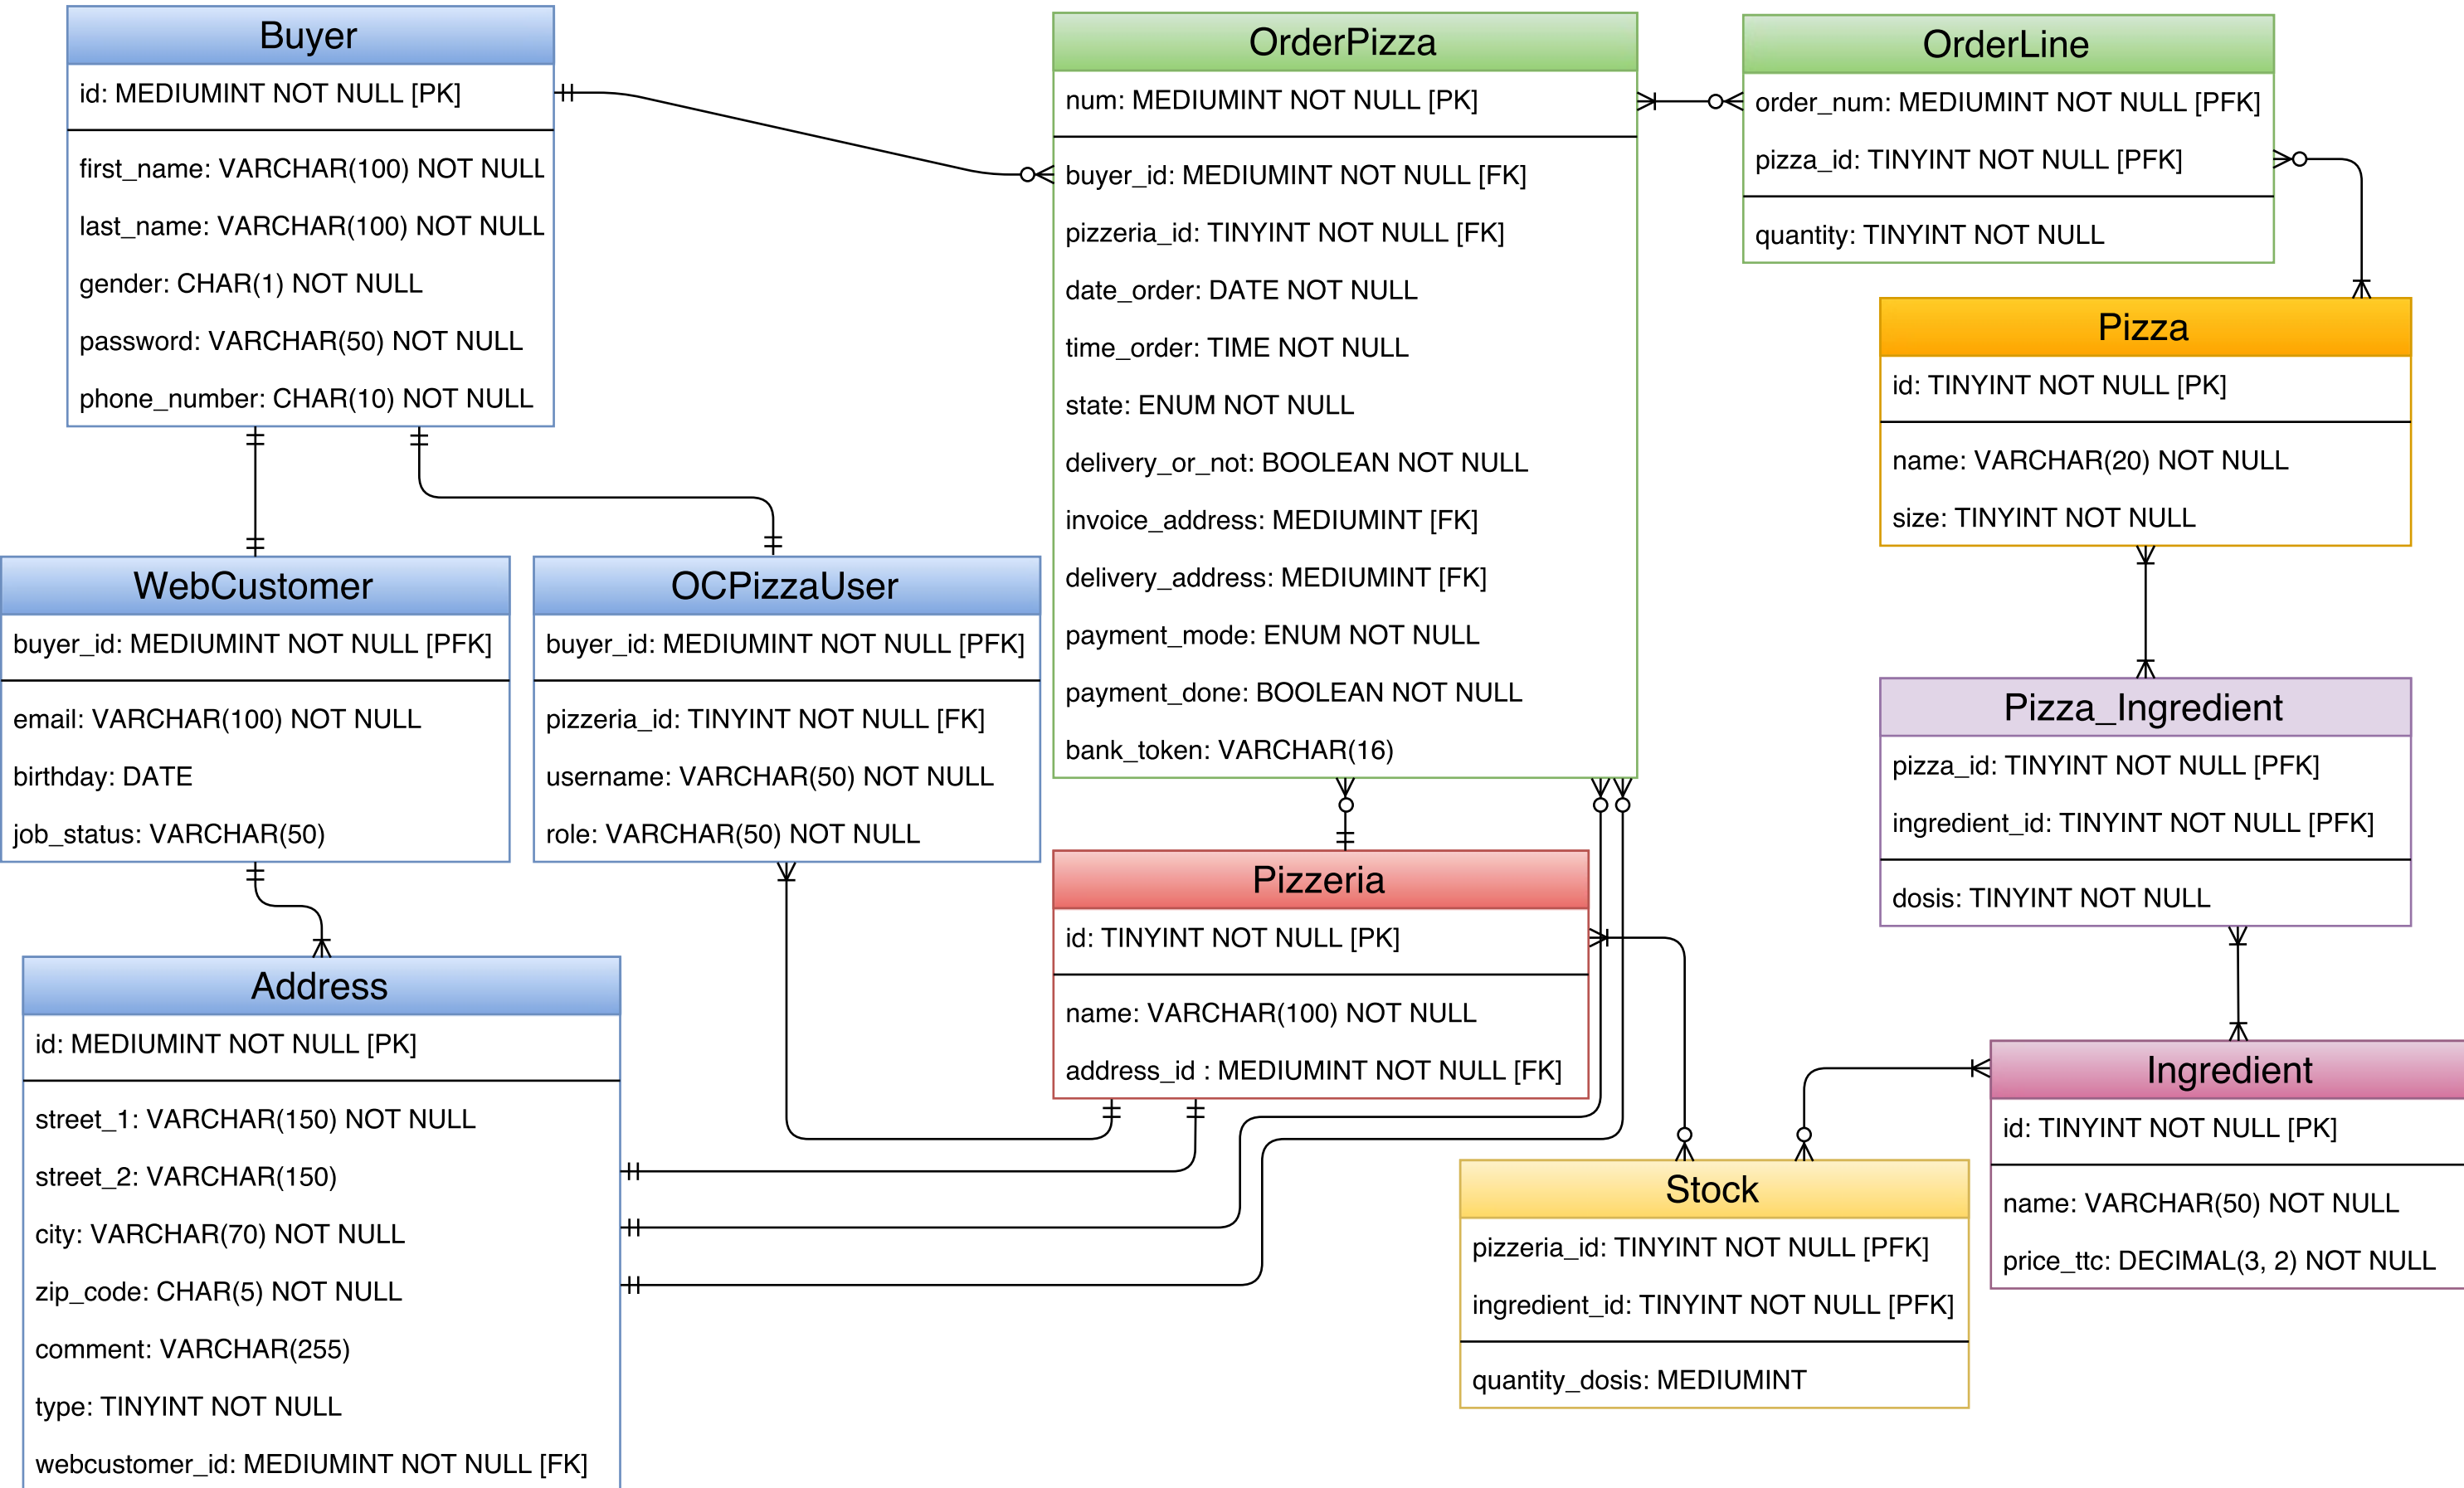 Buyer
id: MEDIUMINT NOT NULL [PK]
first_name: VARCHAR(100) NOT NULL
last_name: VARCHAR(100) NOT NULL
gender: CHAR(1) NOT NULL
password: VARCHAR(50) NOT NULL
phone_number: CHAR(10) NOT NULL
OrderPizza
num: MEDIUMINT NOT NULL [PK]
buyer_id: MEDIUMINT NOT NULL [FK]
pizzeria_id: TINYINT NOT NULL [FK]
date_order: DATE NOT NULL
time_order: TIME NOT NULL
state: ENUM NOT NULL
delivery_or_not: BOOLEAN NOT NULL
invoice_address: MEDIUMINT [FK]
delivery_address: MEDIUMINT [FK]
payment_mode: ENUM NOT NULL
payment_done: BOOLEAN NOT NULL
bank_token: VARCHAR(16)
OrderLine
order_num: MEDIUMINT NOT NULL [PFK]
pizza_id: TINYINT NOT NULL [PFK]
quantity: TINYINT NOT NULL
Pizza
id: TINYINT NOT NULL [PK]
name: VARCHAR(20) NOT NULL
size: TINYINT NOT NULL
WebCustomer
buyer_id: MEDIUMINT NOT NULL [PFK]
email: VARCHAR(100) NOT NULL
birthday: DATE
job_status: VARCHAR(50)
OCPizzaUser
buyer_id: MEDIUMINT NOT NULL [PFK]
pizzeria_id: TINYINT NOT NULL [FK]
username: VARCHAR(50) NOT NULL
role: VARCHAR(50) NOT NULL
Pizza_Ingredient
pizza_id: TINYINT NOT NULL [PFK]
ingredient_id: TINYINT NOT NULL [PFK]
dosis: TINYINT NOT NULL
Pizzeria
id: TINYINT NOT NULL [PK]
name: VARCHAR(100) NOT NULL
address_id : MEDIUMINT NOT NULL [FK]
Address
id: MEDIUMINT NOT NULL [PK]
street_1: VARCHAR(150) NOT NULL
street_2: VARCHAR(150)
city: VARCHAR(70) NOT NULL
zip_code: CHAR(5) NOT NULL
comment: VARCHAR(255)
type: TINYINT NOT NULL
webcustomer_id: MEDIUMINT NOT NULL [FK]
Ingredient
id: TINYINT NOT NULL [PK]
name: VARCHAR(50) NOT NULL
price_ttc: DECIMAL(3, 2) NOT NULL
Stock
pizzeria_id: TINYINT NOT NULL [PFK]
ingredient_id: TINYINT NOT NULL [PFK]
quantity_dosis: MEDIUMINT